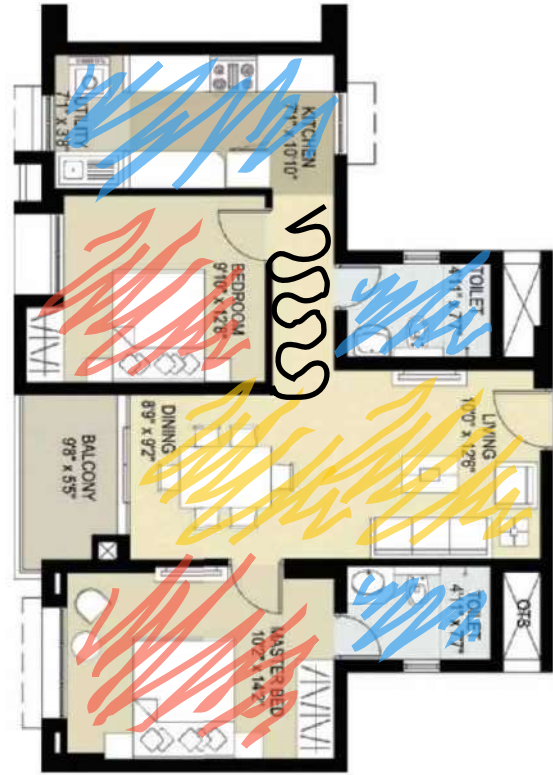 UTILITY
7'1" x 3'8"
KITCHEN
7'1" x 10'10"
BEDROOM
9'10" x 12'6"
TOILET
4'11" x 7'7"
LIVING
10'0" x 12'6"
DINING
8'9" x 9'2"
BALCONY
9'8" x 5'5"
MASTER BED
10'2" x 14'2"
TOILET
4'11" x 7'7"
OTS